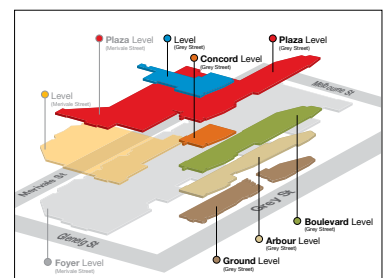 Plaza Level
(Merivale Street)
Level
(Grey Street)
Plaza Level
(Grey Street)
Concord Level
(Grey Street)
Level
(Merivale Street)
Melbourne St
Merivale St
Grey St
Glenelg St
Boulevard Level
(Grey Street)
Arbour Level
(Grey Street)
Foyer Level
(Merivale Street)
Ground Level
(Grey Street)